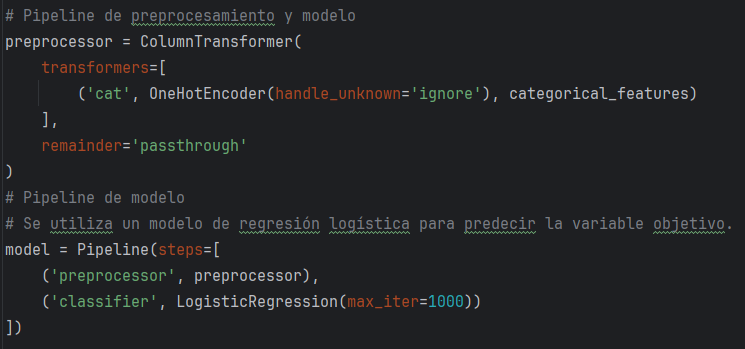 # Pipeline de preprocesamiento y modelo
preprocessor = ColumnTransformer(
    transformers=[
        ('cat', OneHotEncoder(handle_unknown='ignore'), categorical_features)
    ],
    remainder='passthrough'
)
# Pipeline de modelo
# Se utiliza un modelo de regresión logística para predecir la variable objetivo.
model = Pipeline(steps=[
    ('preprocessor', preprocessor),
    ('classifier', LogisticRegression(max_iter=1000))
])